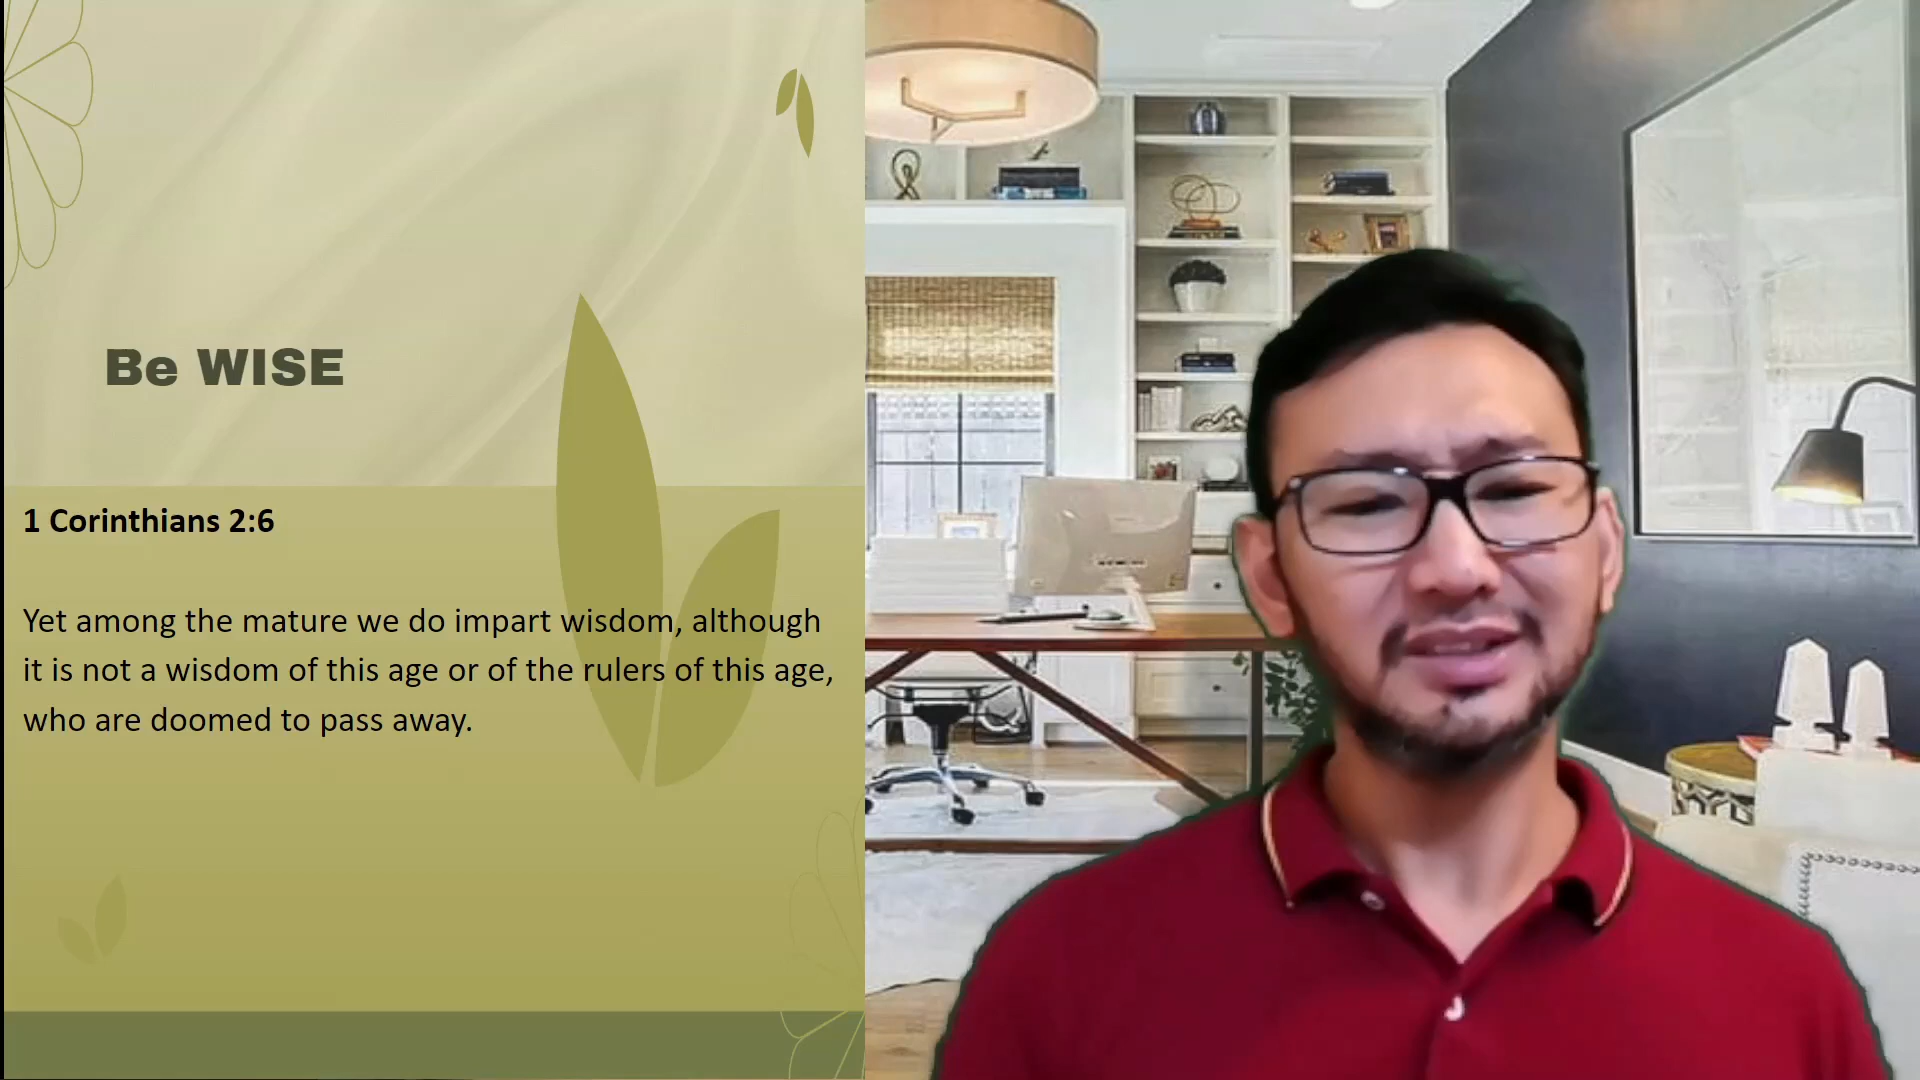 Be WISE
1 Corinthians 2:6
Yet among the mature we do impart wisdom, although
it is not a wisdom of this age or of the rulers of this age,
who are doomed to pass away.